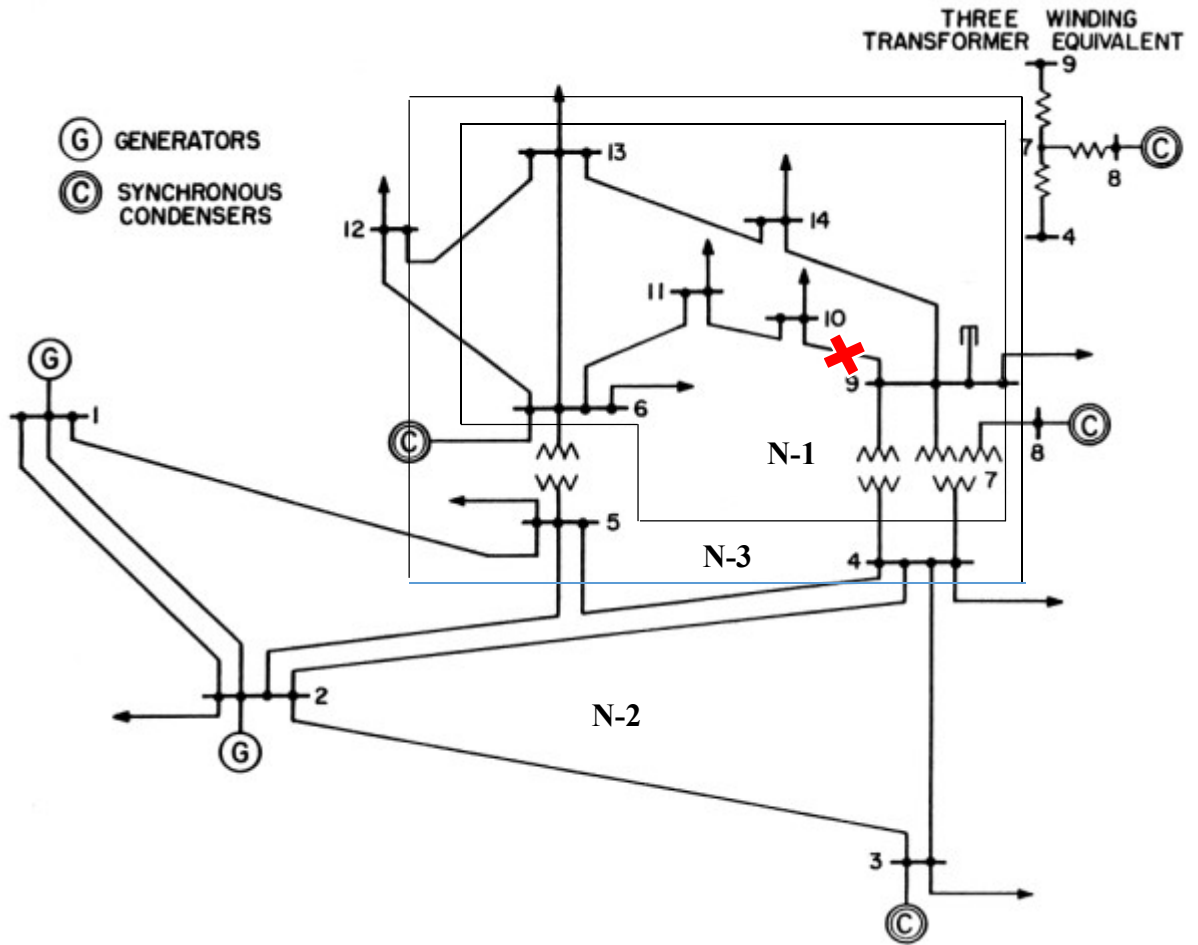 THREE WINDING
TRANSFORMER EQUIVALENT
9
G GENERATORS
13
7
C
8
C SYNCHRONOUS
CONDENSERS
12
14
4
11
10
G
9
1
6
C
N-1
8
C
7
5
N-3
4
2
N-2
G
3
C